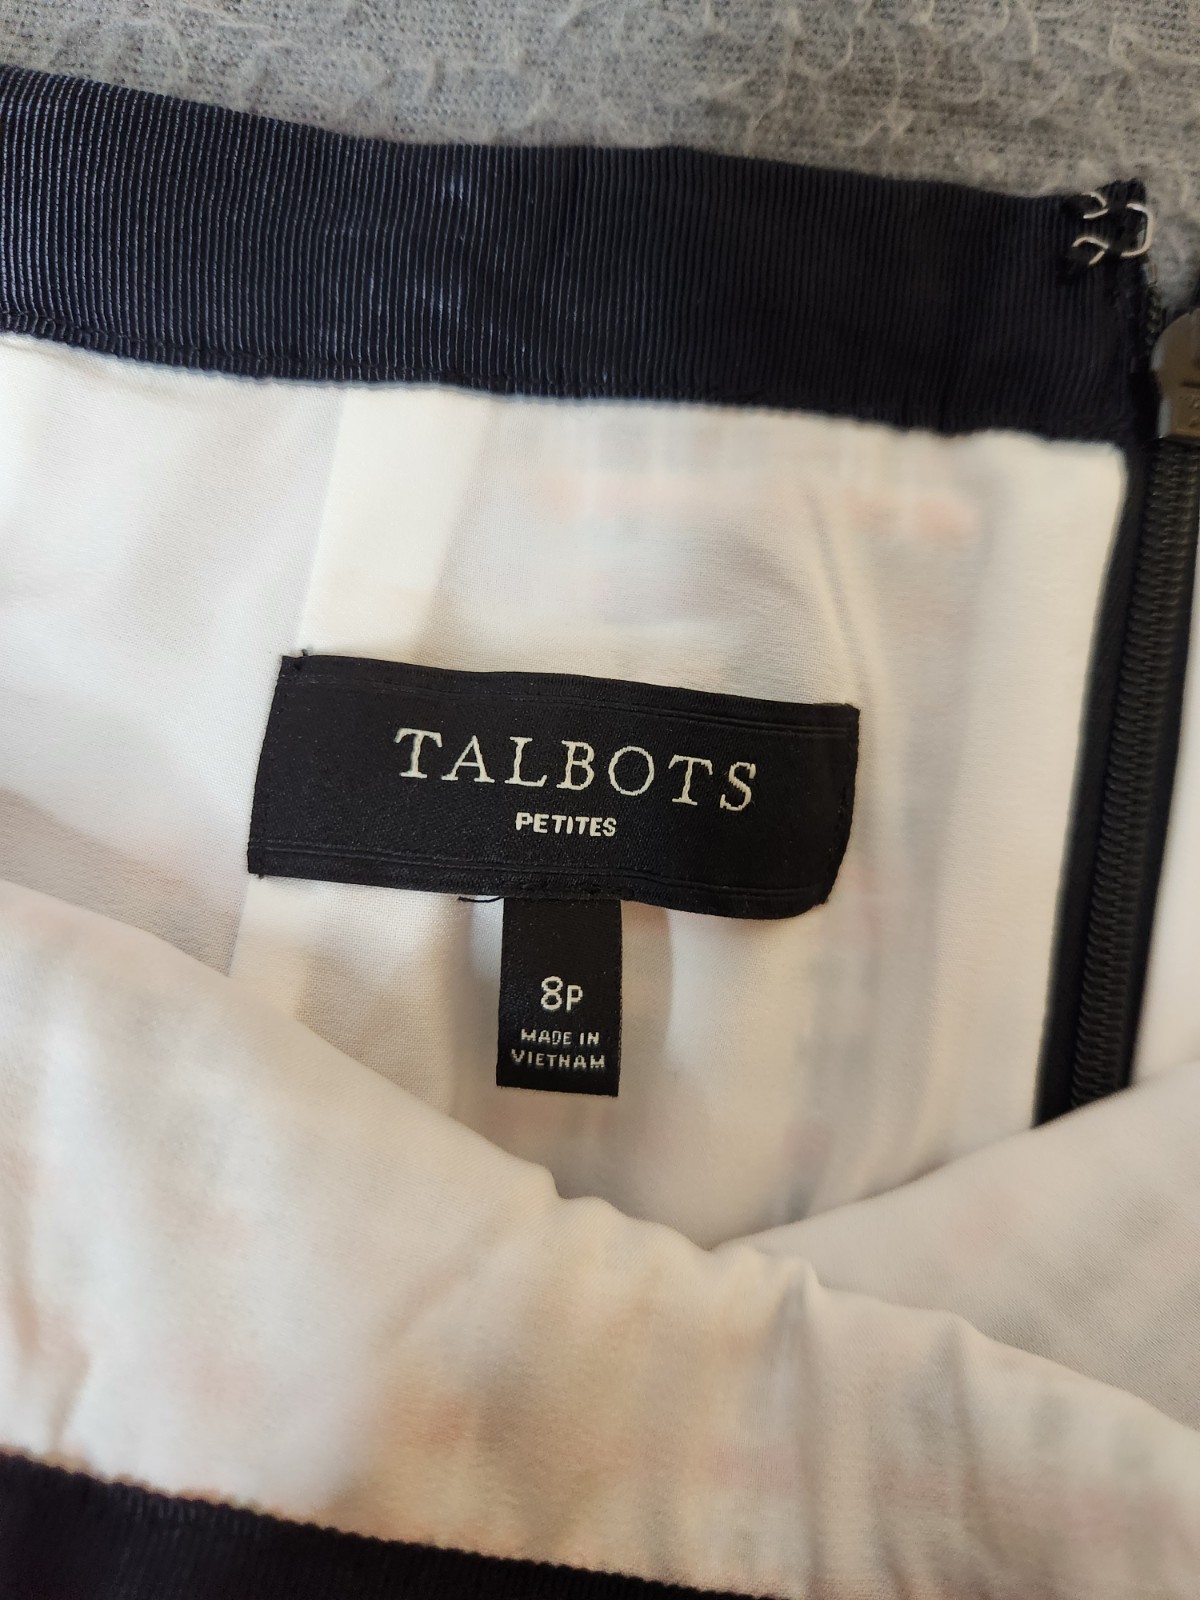 TALBOTS
PETITES
8P
MADE IN
VIETNAM